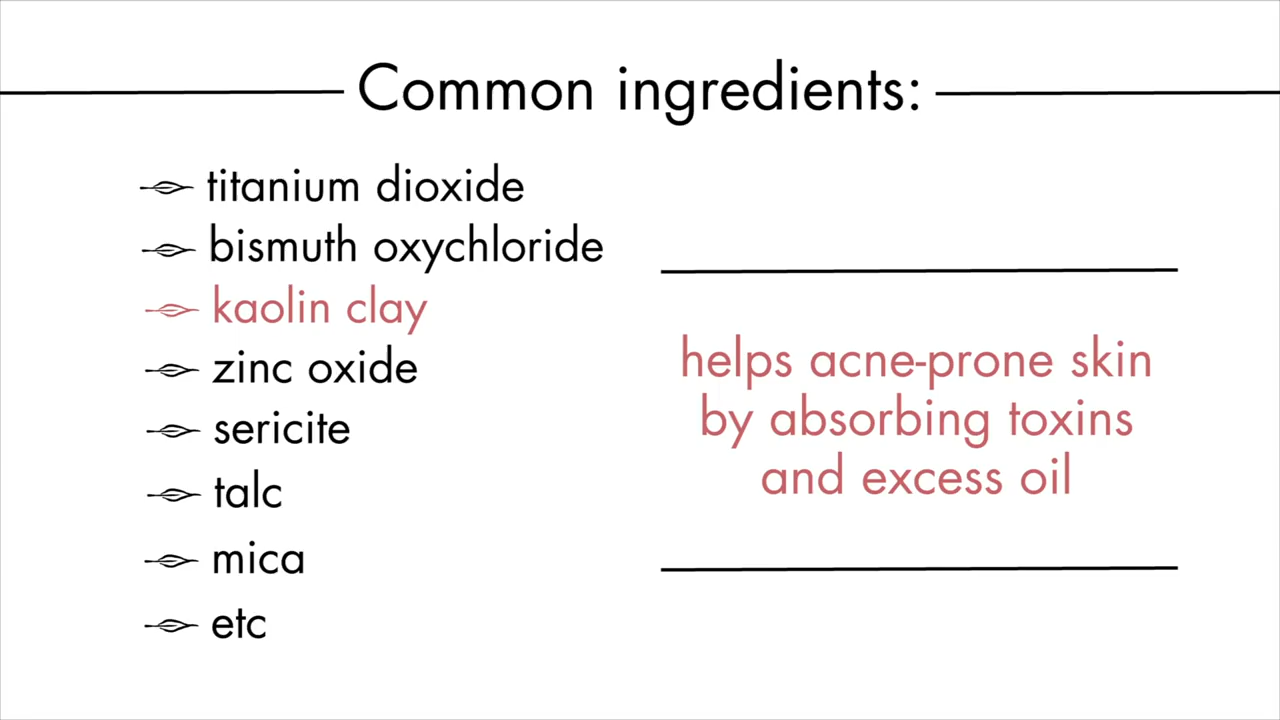 Common ingredients:
titanium dioxide
bismuth oxychloride
kaolin clay
zinc oxide
sericite
talc
mica
etc
helps acne-prone skin
by absorbing toxins
and excess oil